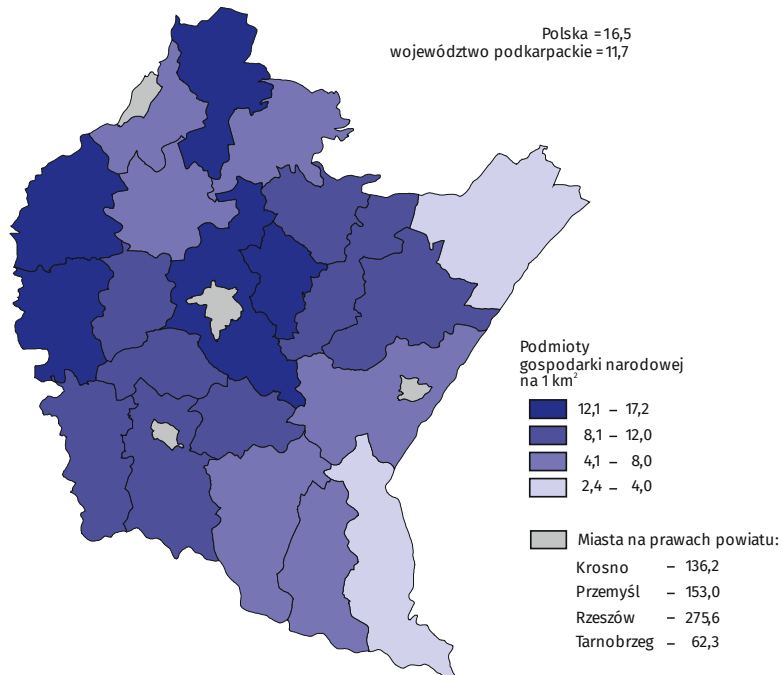 Polska = 16,5
województwo podkarpackie = 11,7
Podmioty
gospodarki narodowej
na 1 km²
12,1 – 17,2
8,1 – 12,0
4,1 – 8,0
2,4 – 4,0
Miasta na prawach powiatu:
Krosno – 136,2
Przemyśl – 153,0
Rzeszów – 275,6
Tarnobrzeg – 62,3